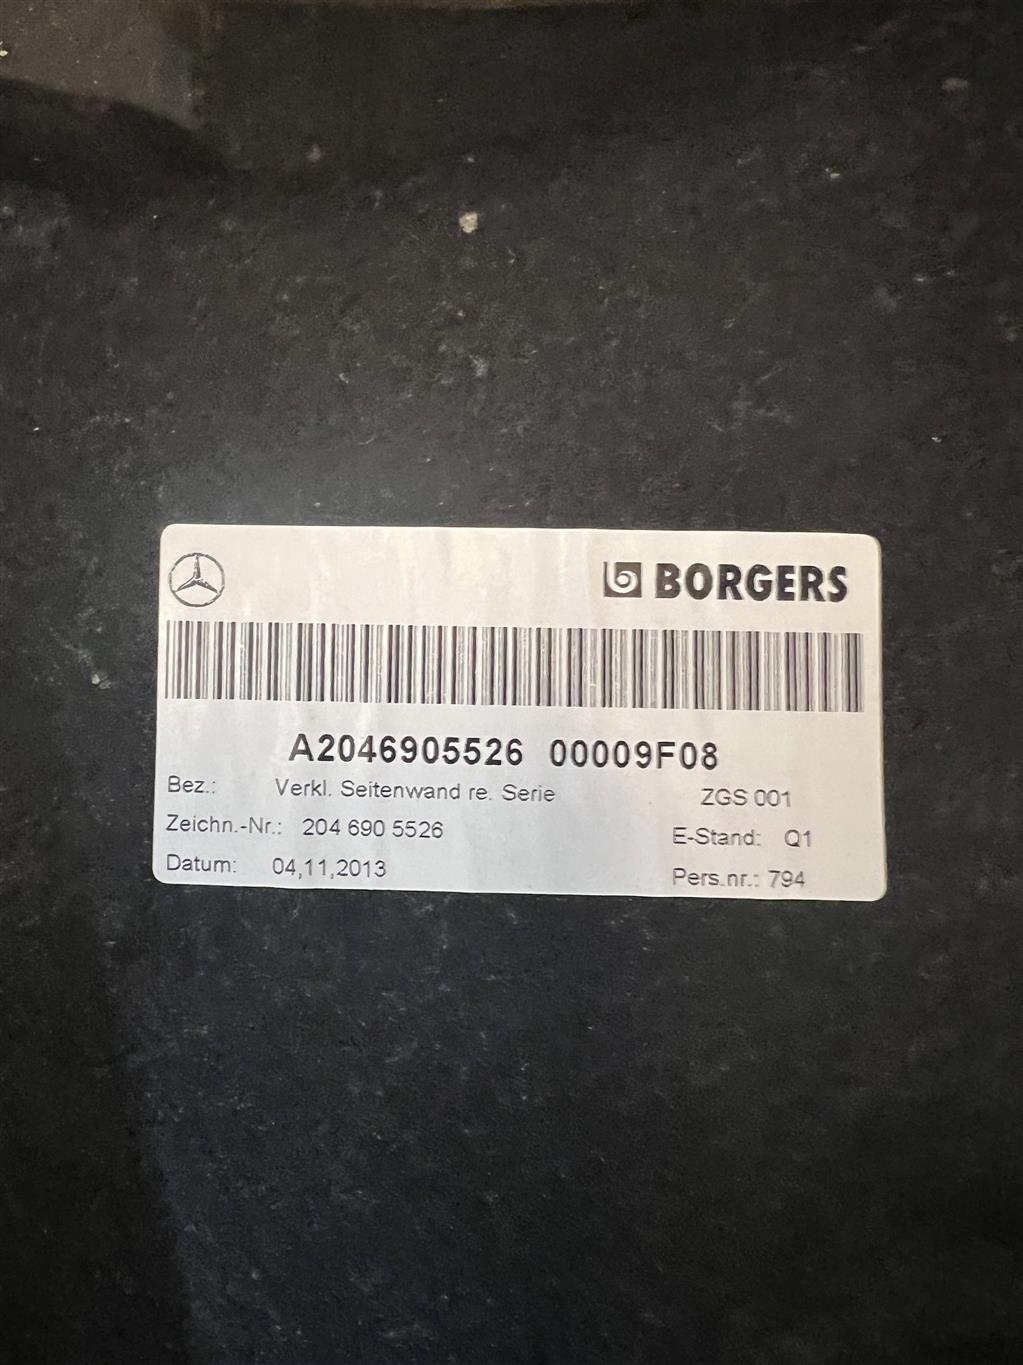 BORGERS
A2046905526 00009F08
Bez.: Verkl. Seitenwand re. Serie ZGS 001
Zeichn.-Nr.: 204 690 5526 E-Stand: Q1
Datum: 04,11,2013 Pers.nr.: 794